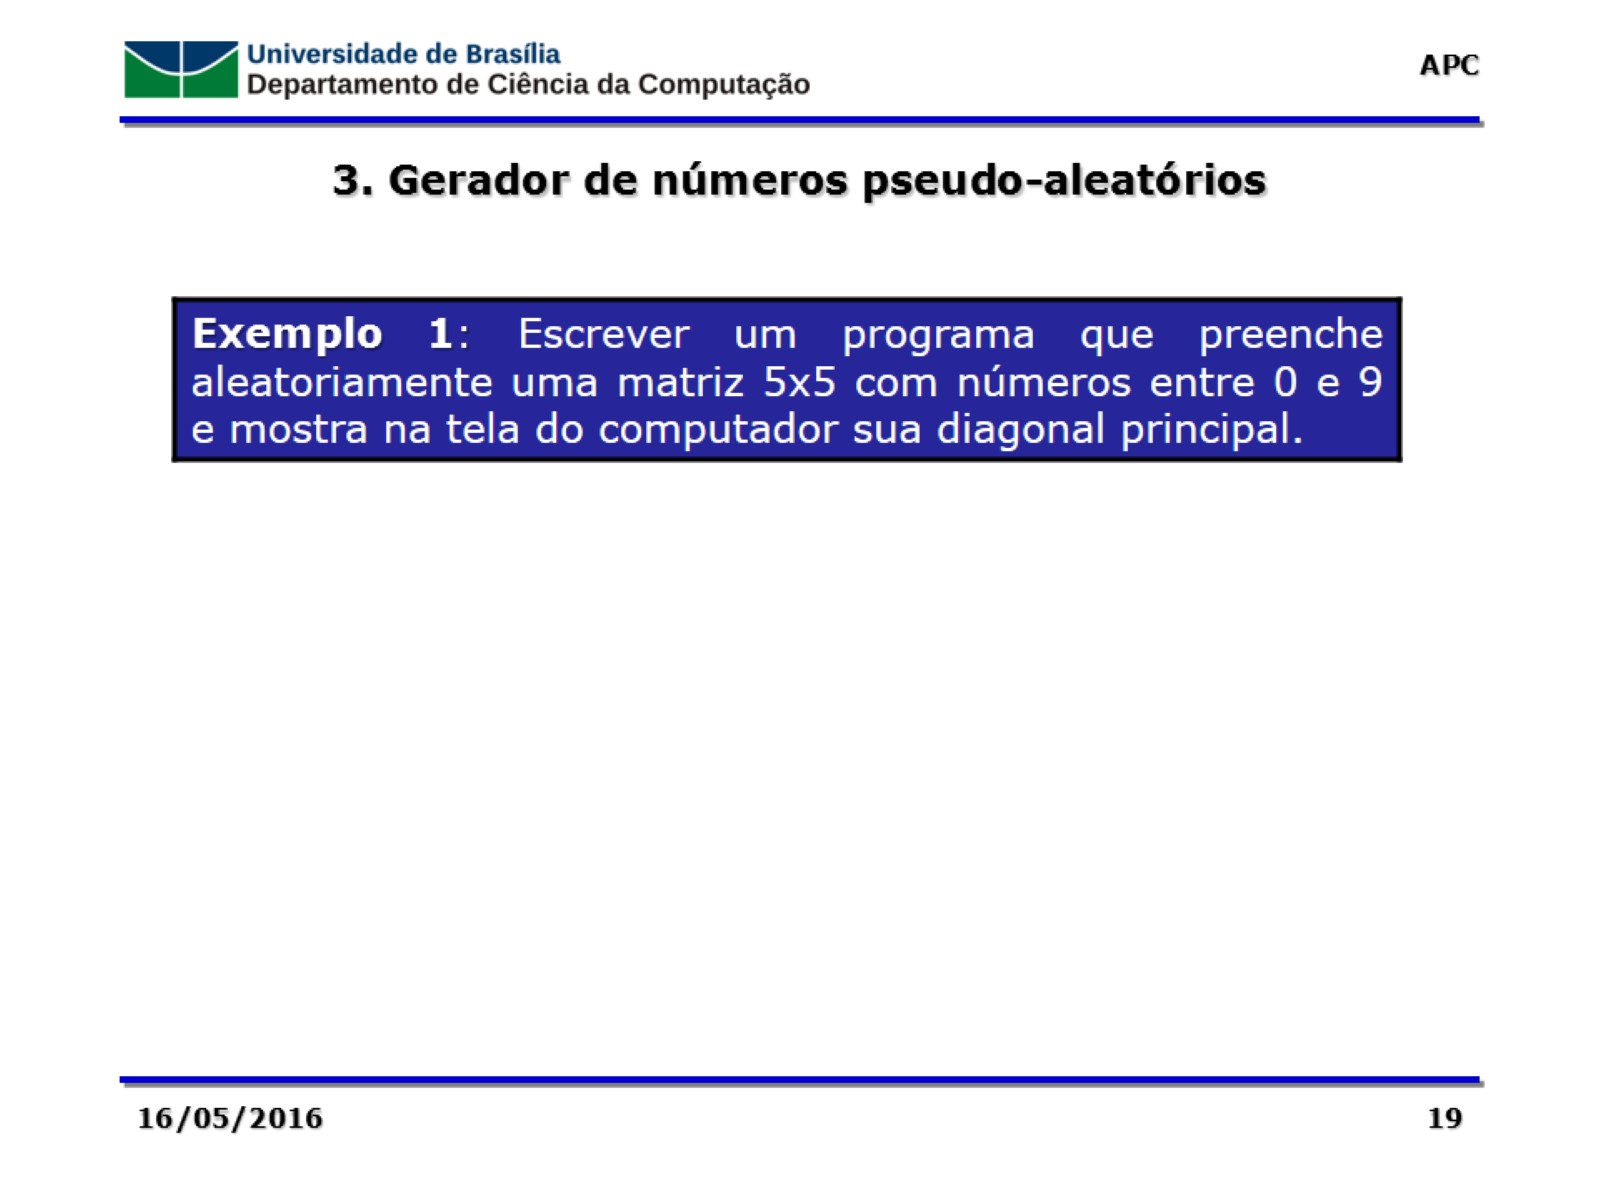 Universidade de Brasília
Departamento de Ciência da Computação
APC
3. Gerador de números pseudo-aleatórios
Exemplo 1: Escrever um programa que preenche
aleatoriamente uma matriz 5x5 com números entre 0 e 9
e mostra na tela do computador sua diagonal principal.
16/05/2016
19